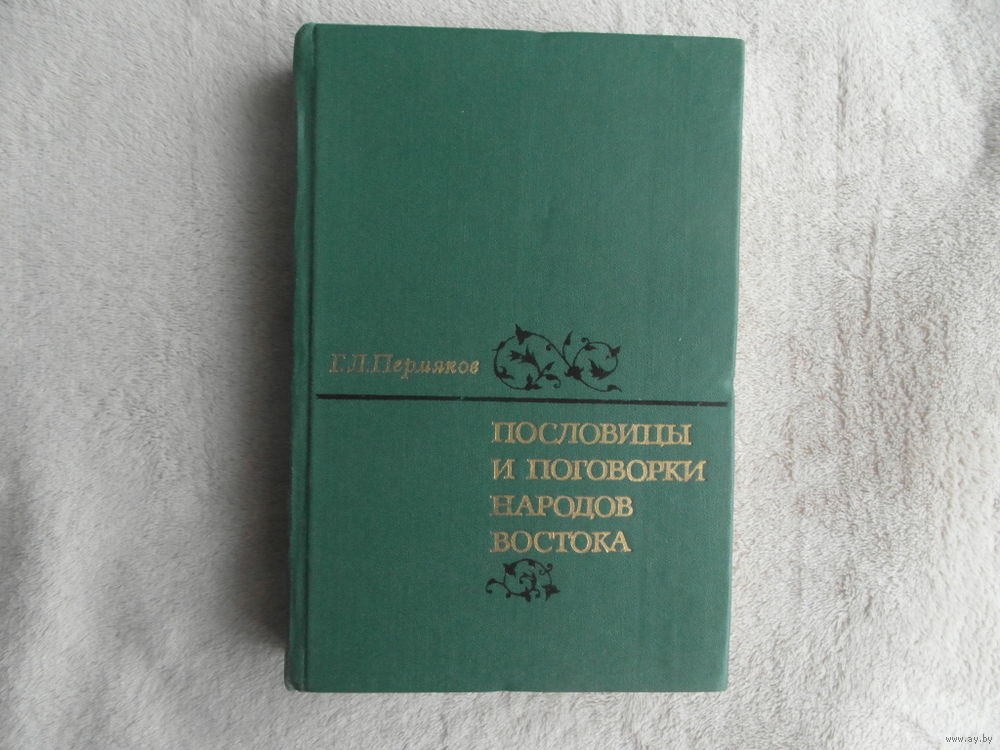 Г.Л.Пермяков
ПОСЛОВИЦЫ
И ПОГОВОРКИ
НАРОДОВ
ВОСТОКА
www.ay.by